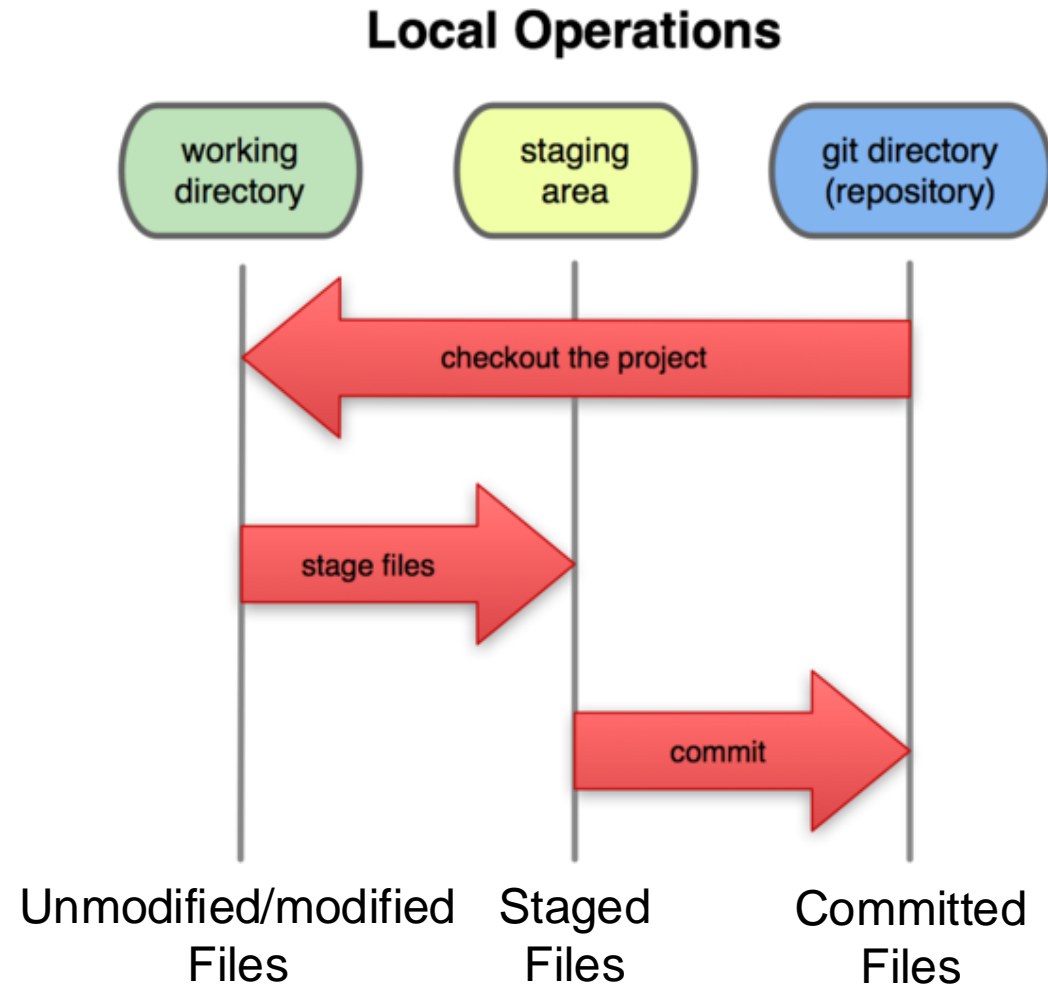 Local Operations
working
directory
staging
area
git directory
(repository)
checkout the project
stage files
commit
Unmodified/modified
Files
Staged
Files
Committed
Files